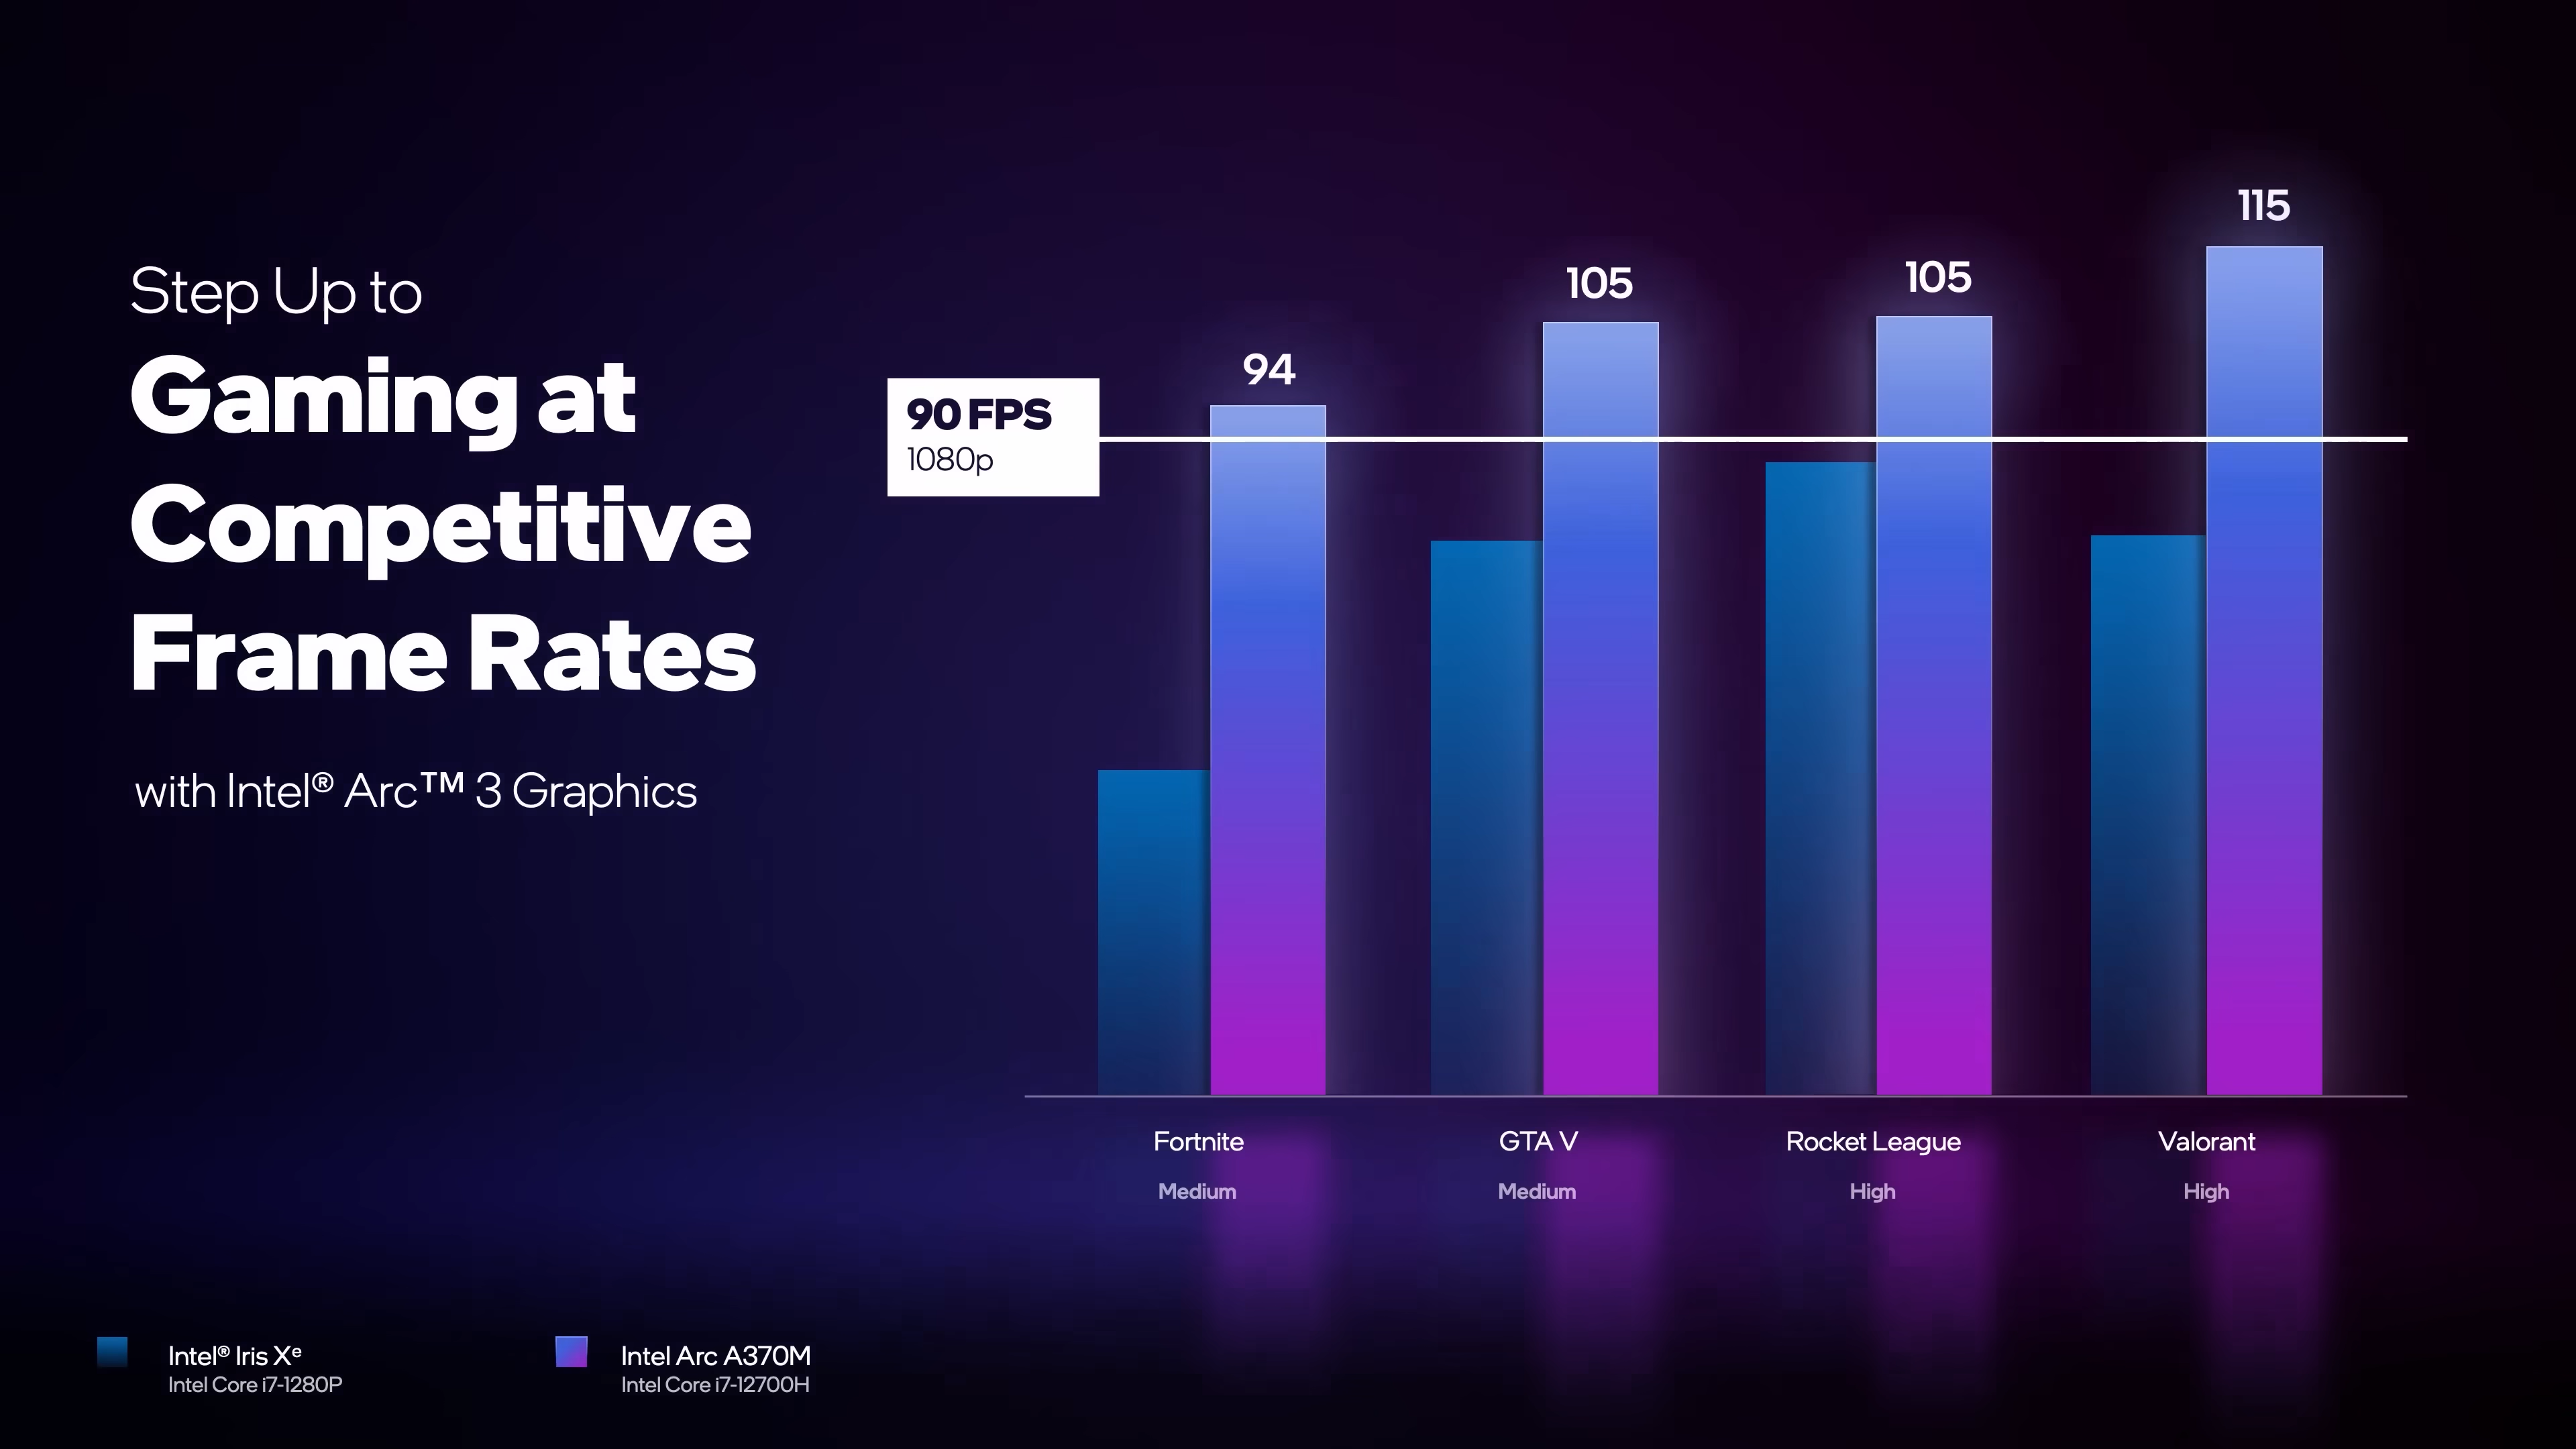 Step Up to
Gaming at
Competitive
Frame Rates
with Intel® Arc™ 3 Graphics
90 FPS
1080p
94
105
105
115
Fortnite
Medium
GTA V
Medium
Rocket League
High
Valorant
High
Intel® Iris Xᵉ
Intel Core i7-1280P
Intel Arc A370M
Intel Core i7-12700H